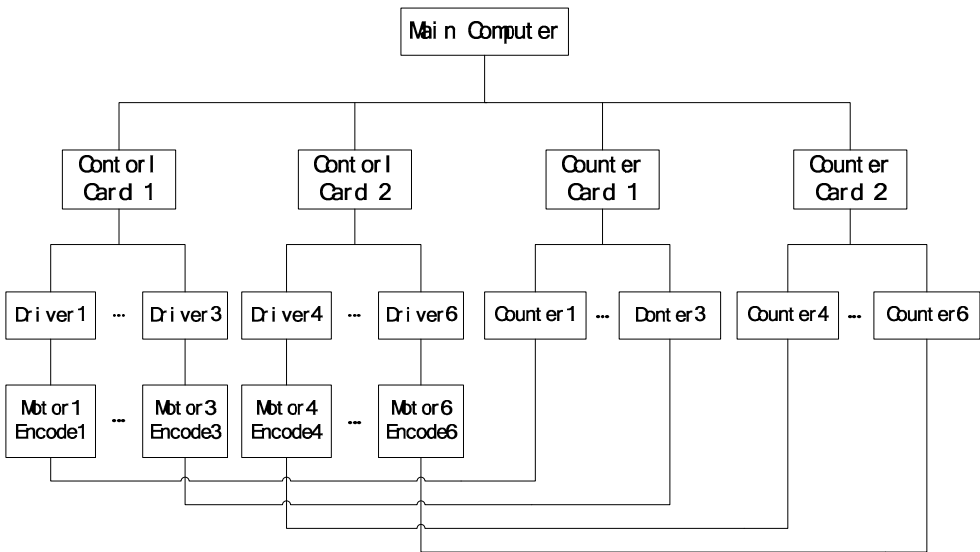 Main Computer
Contorl
Card 1
Contorl
Card 2
Counter
Card 1
Counter
Card 2
Driver1
...
Driver3
Driver4
...
Driver6
Counter1
...
Donter3
Counter4
...
Counter6
Motor1
Encode1
...
Motor3
Encode3
Motor4
Encode4
...
Motor6
Encode6